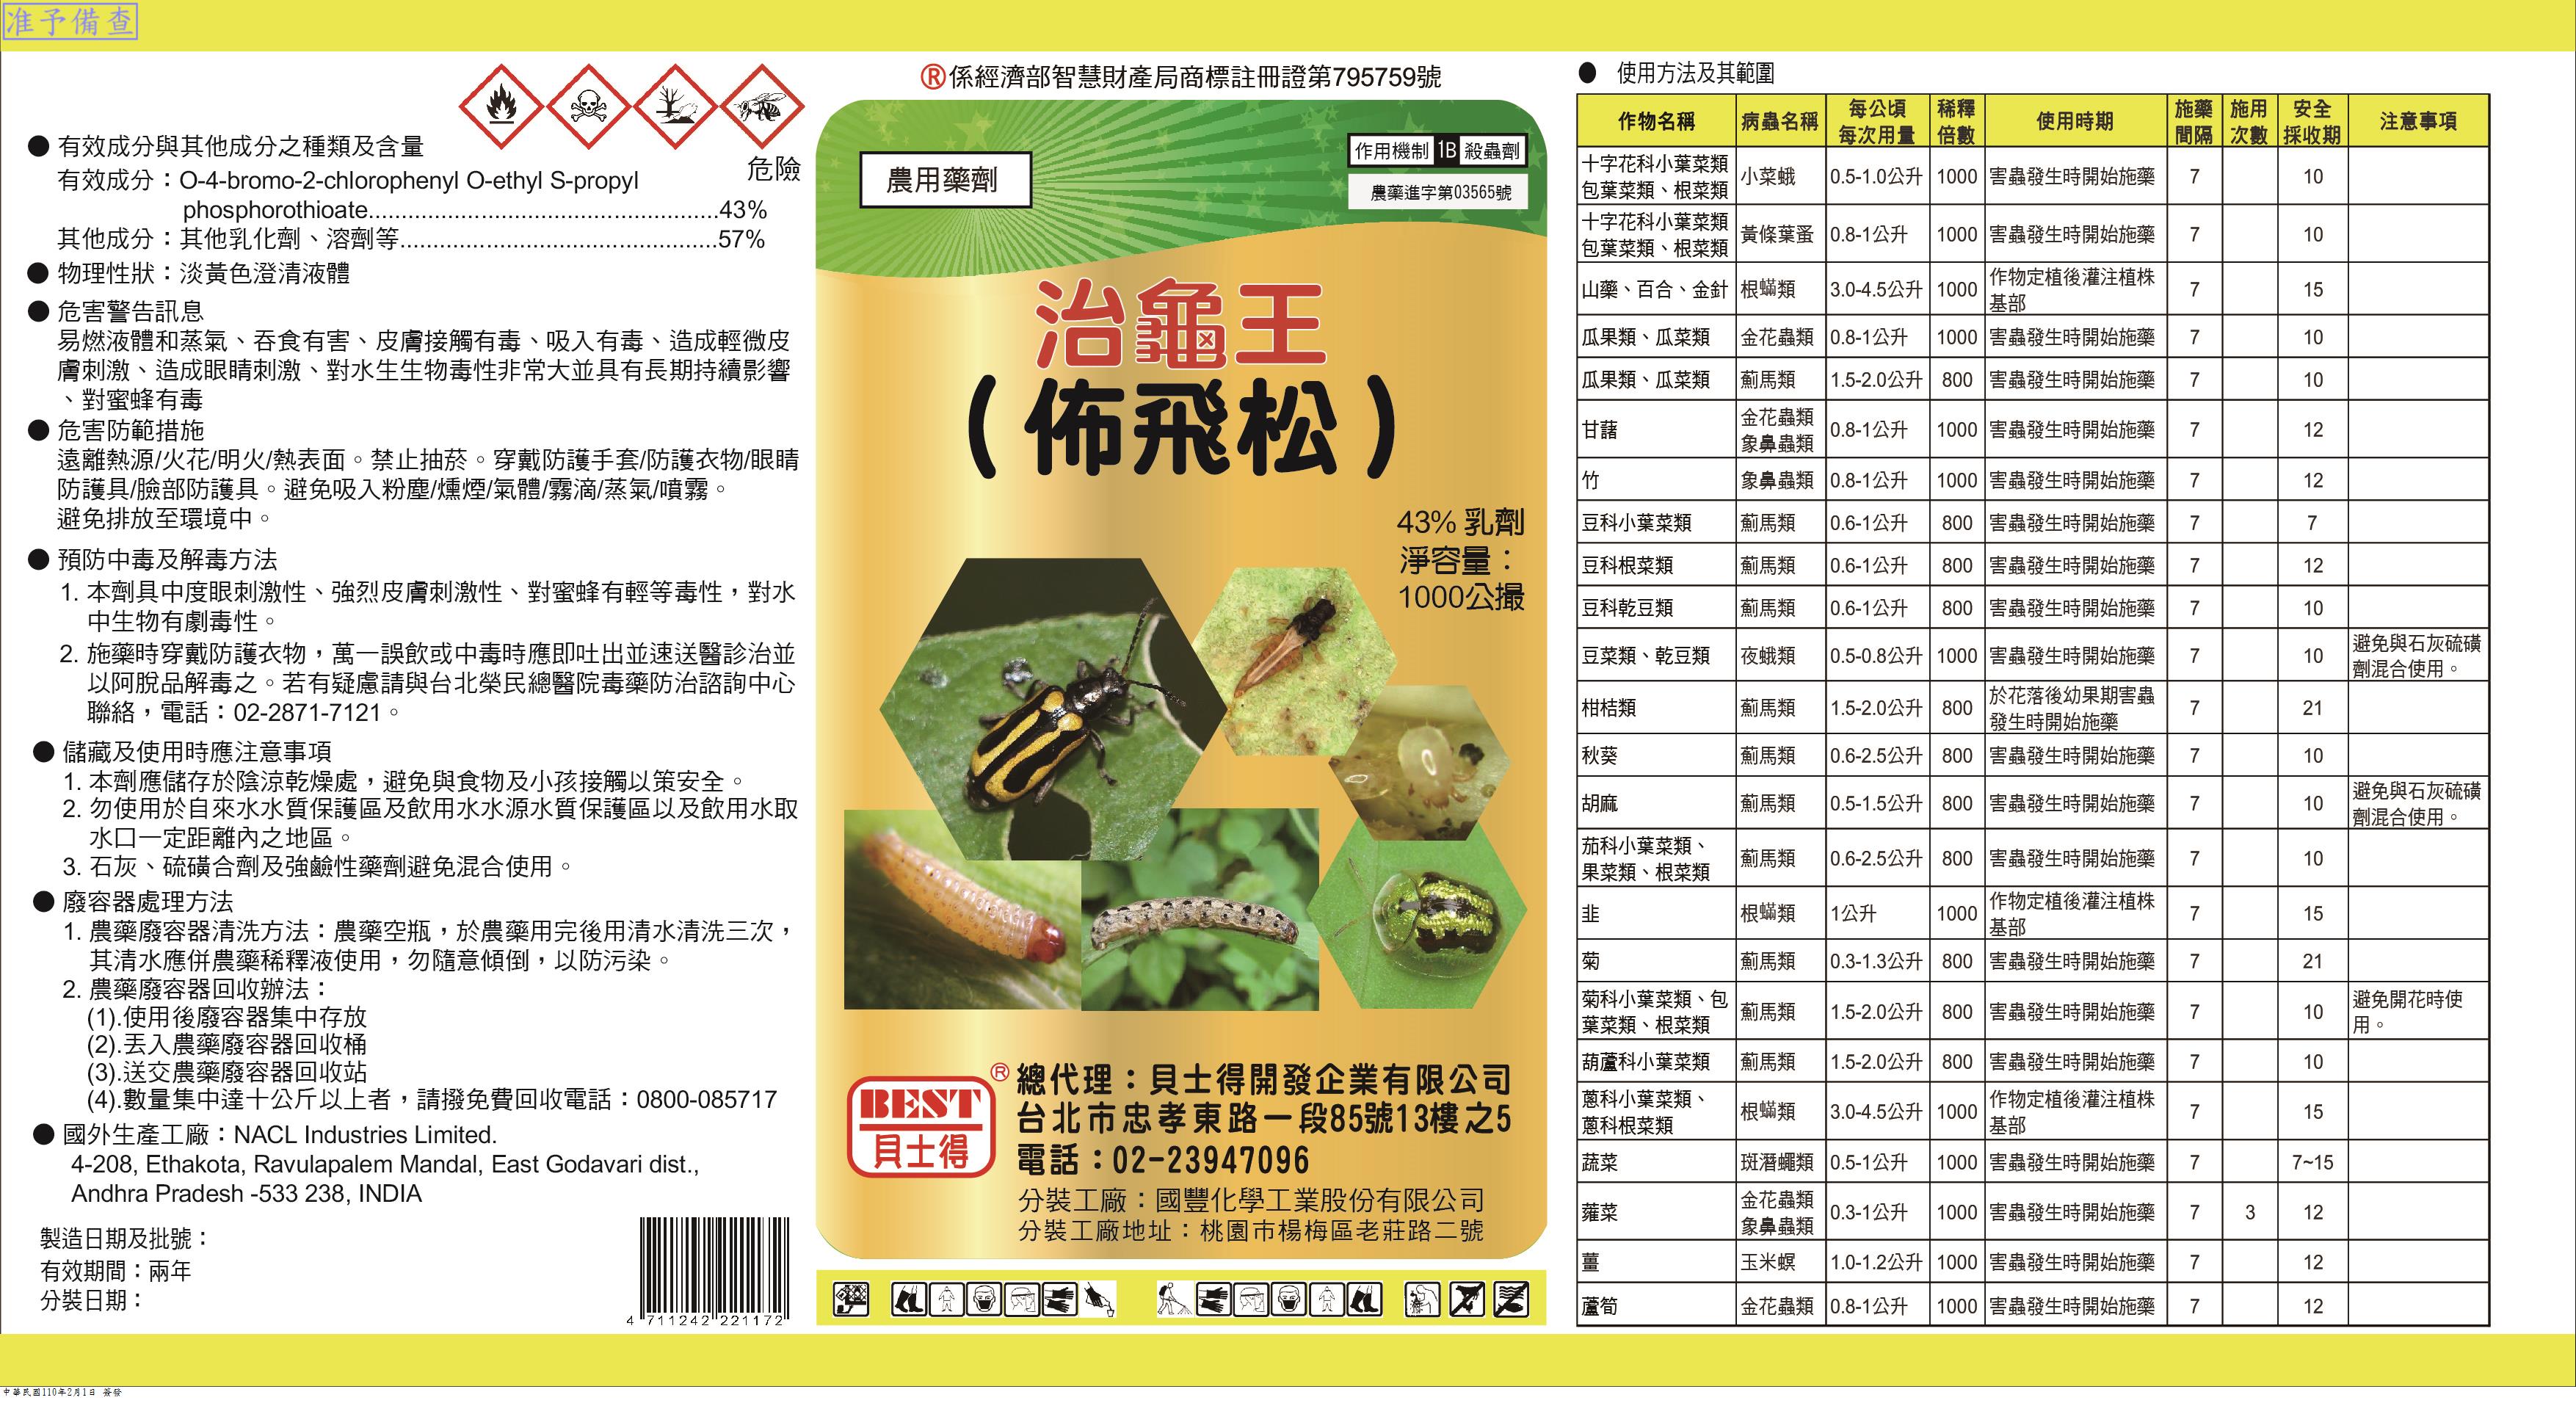 准予備查
危險
● 有效成分與其他成分之種類及含量
有效成分：O-4-bromo-2-chlorophenyl O-ethyl S-propyl
phosphorothioate.....................................................43%
其他成分：其他乳化劑、溶劑等................................................57%
● 物理性狀：淡黃色澄清液體
● 危害警告訊息
易燃液體和蒸氣、吞食有害、皮膚接觸有毒、吸入有毒、造成輕微皮
膚刺激、造成眼睛刺激、對水生生物毒性非常大並具有長期持續影響
、對蜜蜂有毒
● 危害防範措施
遠離熱源/火花/明火/熱表面。禁止抽菸。穿戴防護手套/防護衣物/眼睛
防護具/臉部防護具。避免吸入粉塵/燻煙/氣體/霧滴/蒸氣/噴霧。
避免排放至環境中。
● 預防中毒及解毒方法
1. 本劑具中度眼刺激性、強烈皮膚刺激性、對蜜蜂有輕等毒性，對水
中生物有劇毒性。
2. 施藥時穿戴防護衣物，萬一誤飲或中毒時應即吐出並速送醫診治並
以阿脫品解毒之。若有疑慮請與台北榮民總醫院毒藥防治諮詢中心
聯絡，電話：02-2871-7121。
● 儲藏及使用時應注意事項
1. 本劑應儲存於陰涼乾燥處，避免與食物及小孩接觸以策安全。
2. 勿使用於自來水水質保護區及飲用水水源水質保護區以及飲用水取
水口一定距離內之地區。
3. 石灰、硫磺合劑及強鹼性藥劑避免混合使用。
● 廢容器處理方法
1. 農藥廢容器清洗方法：農藥空瓶，於農藥用完後用清水清洗三次，
其清水應併農藥稀釋液使用，勿隨意傾倒，以防污染。
2. 農藥廢容器回收辦法：
(1).使用後廢容器集中存放
(2).丟入農藥廢容器回收桶
(3).送交農藥廢容器回收站
(4).數量集中達十公斤以上者，請撥免費回收電話：0800-085717
● 國外生產工廠：NACL Industries Limited.
4-208, Ethakota, Ravulapalem Mandal, East Godavari dist.,
Andhra Pradesh -533 238, INDIA
製造日期及批號：
有效期間：兩年
分裝日期：
4 711242 221172
®係經濟部智慧財產局商標註冊證第795759號
農用藥劑
作用機制 1B 殺蟲劑
農藥進字第03565號
治龜王
(佈飛松)
43% 乳劑
淨容量：
1000公撮
BEST
貝士得
®
總代理：貝士得開發企業有限公司
台北市忠孝東路一段85號13樓之5
電話：02-23947096
分裝工廠：國豐化學工業股份有限公司
分裝工廠地址：桃園市楊梅區老莊路二號
● 使用方法及其範圍
作物名稱 病蟲名稱 每公頃每次用量 稀釋倍數 使用時期 施藥間隔 施用次數 安全採收期 注意事項
十字花科小葉菜類包葉菜類、根菜類 小菜蛾 0.5-1.0公升 1000 害蟲發生時開始施藥 7 10
十字花科小葉菜類包葉菜類、根菜類 黃條葉蚤 0.8-1公升 1000 害蟲發生時開始施藥 7 10
山藥、百合、金針 根蟎類 3.0-4.5公升 1000 作物定植後灌注植株基部 7 15
瓜果類、瓜菜類 金花蟲類 0.8-1公升 1000 害蟲發生時開始施藥 7 10
瓜果類、瓜菜類 薊馬類 1.5-2.0公升 800 害蟲發生時開始施藥 7 10
甘藷 金花蟲類象鼻蟲類 0.8-1公升 1000 害蟲發生時開始施藥 7 12
竹 象鼻蟲類 0.8-1公升 1000 害蟲發生時開始施藥 7 12
豆科小葉菜類 薊馬類 0.6-1公升 800 害蟲發生時開始施藥 7 7
豆科根菜類 薊馬類 0.6-1公升 800 害蟲發生時開始施藥 7 12
豆科乾豆類 薊馬類 0.6-1公升 800 害蟲發生時開始施藥 7 10
豆菜類、乾豆類 夜蛾類 0.5-0.8公升 1000 害蟲發生時開始施藥 7 10 避免與石灰硫磺劑混合使用。
柑桔類 薊馬類 1.5-2.0公升 800 於花落後幼果期害蟲發生時開始施藥 7 21
秋葵 薊馬類 0.6-2.5公升 800 害蟲發生時開始施藥 7 10
胡麻 薊馬類 0.5-1.5公升 800 害蟲發生時開始施藥 7 10 避免與石灰硫磺劑混合使用。
茄科小葉菜類、果菜類、根菜類 薊馬類 0.6-2.5公升 800 害蟲發生時開始施藥 7 10
韭 根蟎類 1公升 1000 作物定植後灌注植株基部 7 15
菊 薊馬類 0.3-1.3公升 800 害蟲發生時開始施藥 7 21
菊科小葉菜類、包葉菜類、根菜類 薊馬類 1.5-2.0公升 800 害蟲發生時開始施藥 7 10 避免開花時使用。
葫蘆科小葉菜類 薊馬類 1.5-2.0公升 800 害蟲發生時開始施藥 7 10
蔥科小葉菜類、蔥科根菜類 根蟎類 3.0-4.5公升 1000 作物定植後灌注植株基部 7 15
蔬菜 斑潛蠅類 0.5-1公升 1000 害蟲發生時開始施藥 7 7~15
蕹菜 金花蟲類象鼻蟲類 0.3-1公升 1000 害蟲發生時開始施藥 7 3 12
薑 玉米螟 1.0-1.2公升 1000 害蟲發生時開始施藥 7 12
蘆筍 金花蟲類 0.8-1公升 1000 害蟲發生時開始施藥 7 12
中華民國110年2月1日 簽發